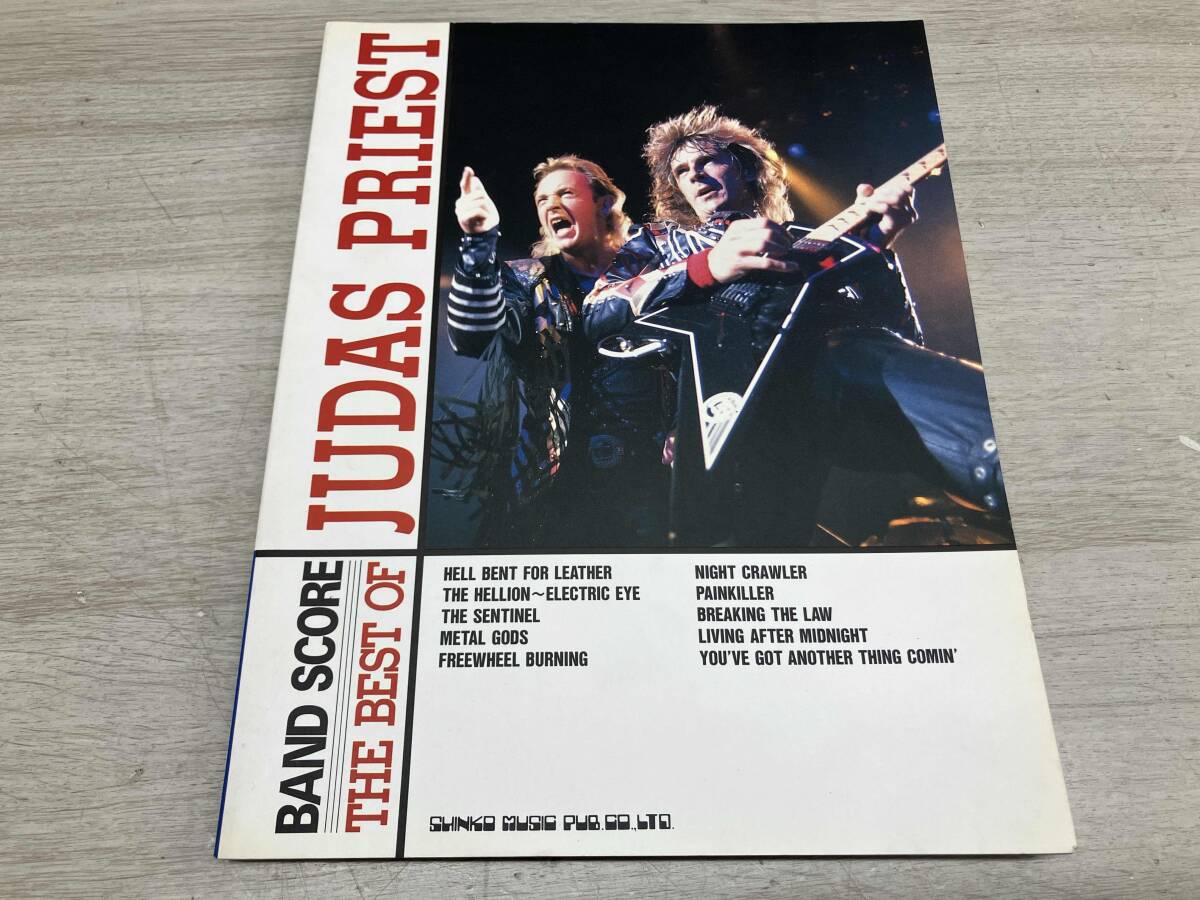 JUDAS PRIEST
BAND SCORE
THE BEST OF
HELL BENT FOR LEATHER
THE HELLION~ELECTRIC EYE
THE SENTINEL
METAL GODS
FREEWHEEL BURNING
NIGHT CRAWLER
PAINKILLER
BREAKING THE LAW
LIVING AFTER MIDNIGHT
YOU'VE GOT ANOTHER THING COMIN'
SHINKO MUSIC PUB.CO.,LTD.